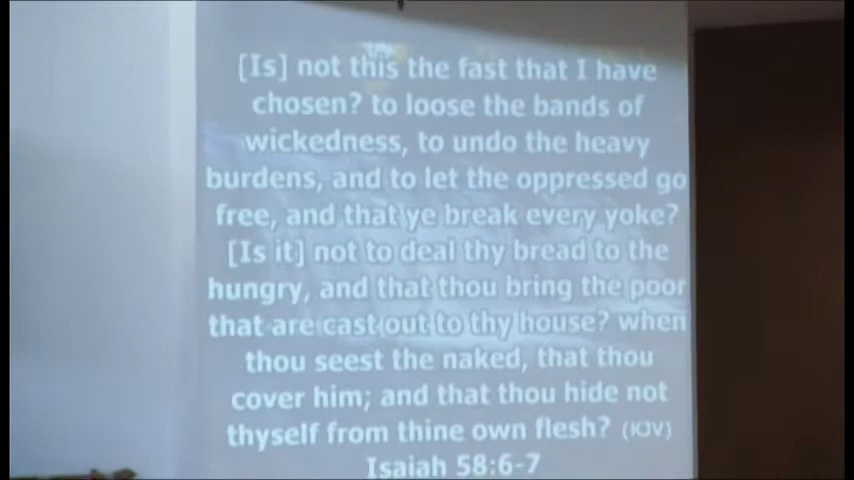 [Is] not this the fast that I have
chosen? to loose the bands of
wickedness, to undo the heavy
burdens, and to let the oppressed go
free, and that ye break every yoke?
[Is it] not to deal thy bread to the
hungry, and that thou bring the poor
that are cast out to thy house? when
thou seest the naked, that thou
cover him; and that thou hide not
thyself from thine own flesh? (KJV)
Isaiah 58:6-7